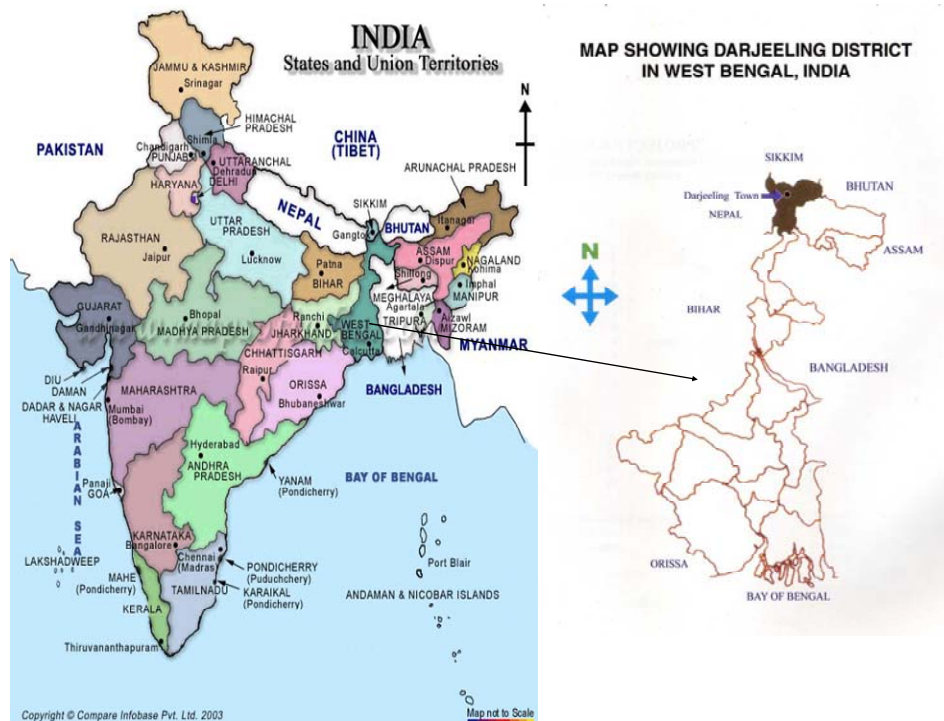 INDIA
States and Union Territories
N
JAMMU & KASHMIR
Srinagar
HIMACHAL
PRADESH
PAKISTAN
Shimla
CHINA
(TIBET)
Chandigarh
PUNJAB
UTTARANCHAL
Dehradun
ARUNACHAL PRADESH
HARYANA
DELHI
NEPAL
SIKKIM
BHUTAN
Itanagar
RAJASTHAN
Jaipur
UTTAR
PRADESH
Lucknow
Gangtok
ASSAM
Dispur
NAGALAND
Kohima
Patna
BIHAR
Shillong
MEGHALAYA
Imphal
MANIPUR
GUJARAT
Gandhinagar
Bhopal
MADHYA PRADESH
Ranchi
JHARKHAND
WEST
BENGAL
Calcutta
Agartala
TRIPURA
Aizawl
MIZORAM
MYANMAR
CHHATTISGARH
Raipur
DIU
DAMAN
DADAR & NAGAR
HAVELI
MAHARASHTRA
Mumbai
(Bombay)
ORISSA
Bhubaneshwar
BANGLADESH
ARABIAN SEA
Hyderabad
ANDHRA
PRADESH
YANAM
(Pondicherry)
BAY OF BENGAL
Panaji
GOA
KARNATAKA
Bangalore
Chennai
(Madras)
PONDICHERRY
(Puduchchery)
LAKSHADWEEP
MAHE
(Pondicherry)
KARAIKAL
(Pondicherry)
TAMILNADU
Port Blair
ANDAMAN & NICOBAR ISLANDS
KERALA
Thiruvananthapuram
Copyright © Compare Infobase Pvt. Ltd. 2003
Map not to Scale
MAP SHOWING DARJEELING DISTRICT
IN WEST BENGAL, INDIA
SIKKIM
Darjeeling Town
BHUTAN
NEPAL
N
ASSAM
BIHAR
BANGLADESH
ORISSA
BAY OF BENGAL